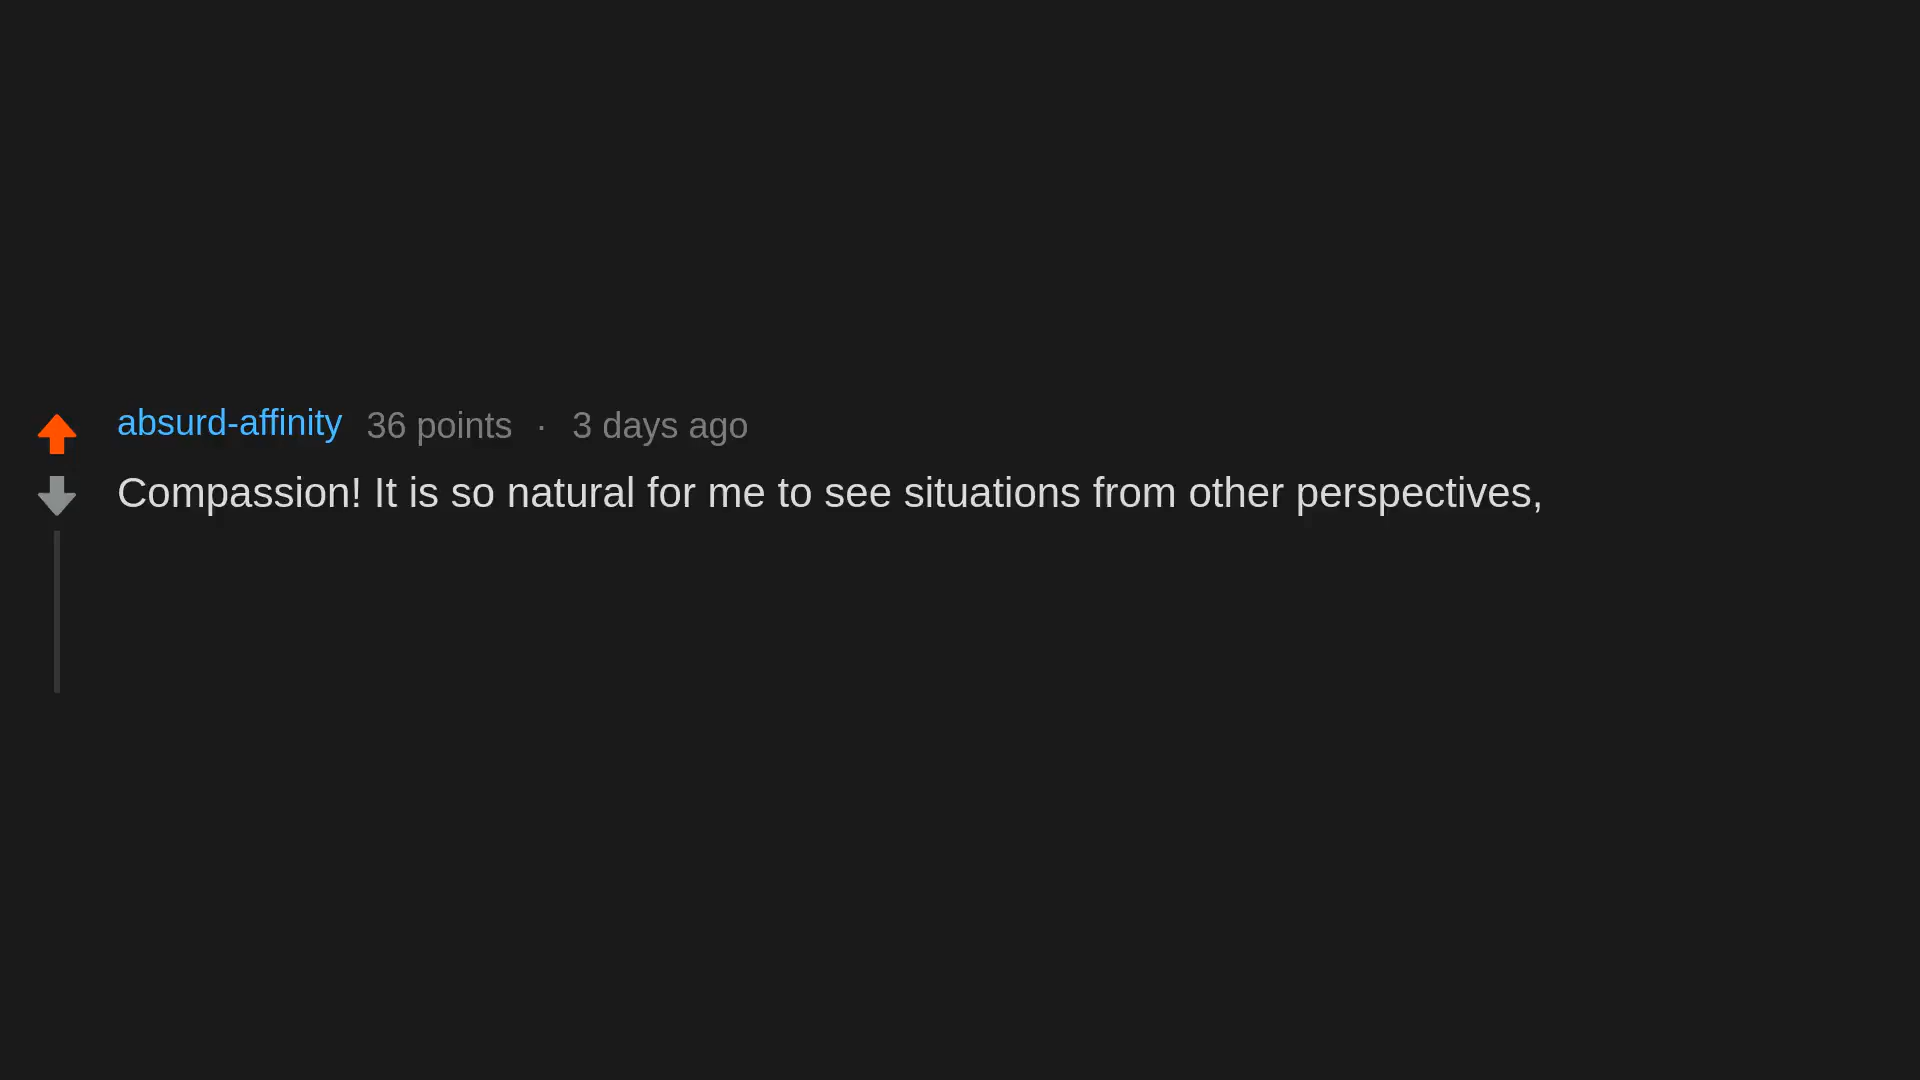 absurd-affinity 36 points · 3 days ago
Compassion! It is so natural for me to see situations from other perspectives,